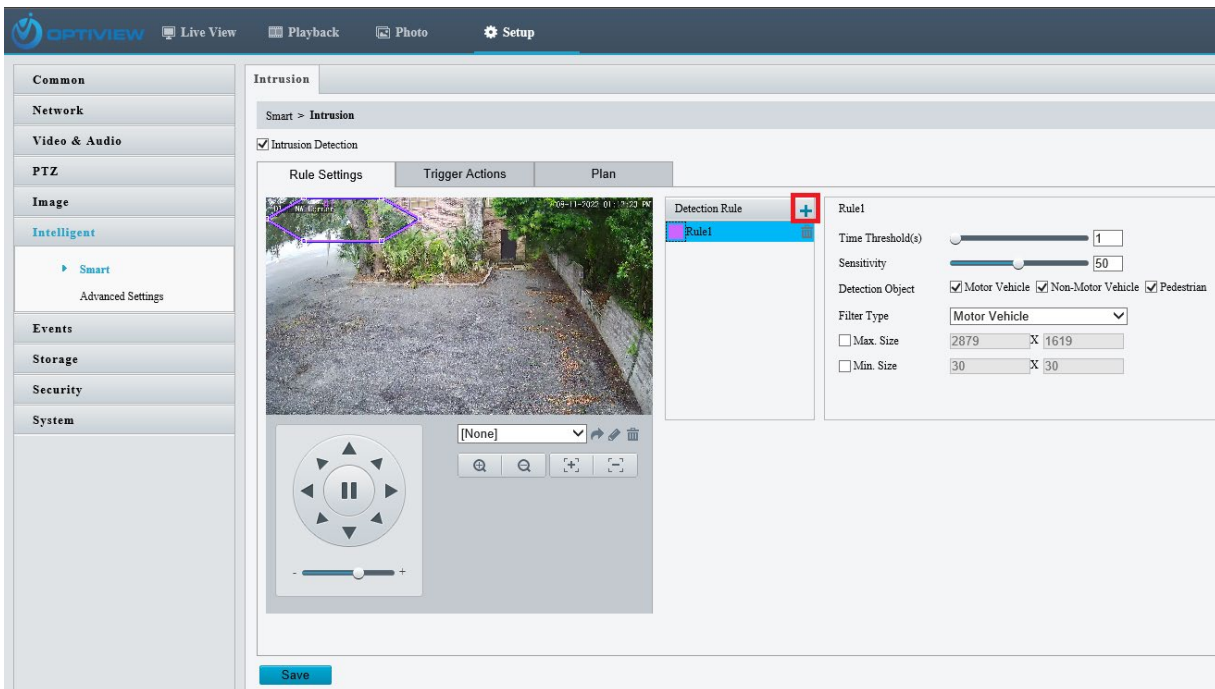 OPTIVIEW
Live View
Playback
Photo
Setup
Common
Network
Video & Audio
PTZ
Image
Intelligent
Smart
Advanced Settings
Events
Storage
Security
System
Intrusion
Smart > Intrusion
Intrusion Detection
Rule Settings
Trigger Actions
Plan
Detection Rule
+
Rule1
Rule1
Time Threshold(s)
1
Sensitivity
50
Detection Object
Motor Vehicle
Non-Motor Vehicle
Pedestrian
Filter Type
Motor Vehicle
Max. Size
2879 X 1619
Min. Size
30 X 30
[None]
- +
Save